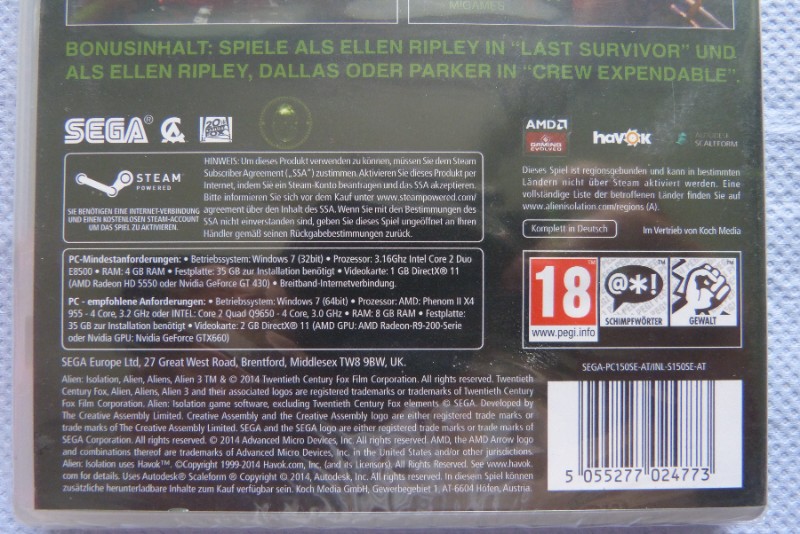 MIGAMES
BONUSINHALT: SPIELE ALS ELLEN RIPLEY IN "LAST SURVIVOR" UND
ALS ELLEN RIPLEY, DALLAS ODER PARKER IN "CREW EXPENDABLE".
SEGA®
20th
AMD
GAMING
EVOLVED
havok
AUTODESK
SCALEFORM
STEAM
POWERED
SIE BENÖTIGEN EINE INTERNET-VERBINDUNG
UND EINEN KOSTENLOSEN STEAM-ACCOUNT
UM DAS SPIEL ZU AKTIVIEREN.
HINWEIS: Um dieses Produkt verwenden zu können, müssen Sie dem Steam
Subscriber Agreement („SSA") zustimmen. Aktivieren Sie dieses Produkt per
Internet, indem Sie ein Steam-Konto beantragen und das SSA akzeptieren.
Bitte informieren Sie sich vor dem Kauf unter www.steampowered.com/
agreement über den Inhalt des SSA. Wenn Sie mit den Bestimmungen des
SSA nicht einverstanden sind, geben Sie dieses Spiel ungeöffnet an Ihren
Händler gemäß seinen Rückgabebestimmungen zurück.
Dieses Spiel ist regionsgebunden und kann in bestimmten
Ländern nicht über Steam aktiviert werden. Eine
vollständige Liste der betroffenen Länder finden Sie auf
www.alienisolation.com/regions (A).
Komplett in Deutsch
Im Vertrieb von Koch Media
PC-Mindestanforderungen: • Betriebssystem: Windows 7 (32bit) • Prozessor: 3.16Ghz Intel Core 2 Duo
E8500 • RAM: 4 GB RAM • Festplatte: 35 GB zur Installation benötigt • Videokarte: 1 GB DirectX® 11
(AMD Radeon HD 5550 oder Nvidia GeForce GT 430) • Breitband-Internetverbindung.
PC - empfohlene Anforderungen: • Betriebssystem: Windows 7 (64bit) • Prozessor: AMD: Phenom II X4
955 - 4 Core, 3.2 GHz oder INTEL: Core 2 Quad Q9650 - 4 Core, 3.0 GHz • RAM: 8 GB RAM • Festplatte:
35 GB zur Installation benötigt • Videokarte: 2 GB DirectX® 11 (AMD GPU: AMD Radeon-R9-200-Serie
oder Nvidia GPU: Nvidia GeForce GTX660)
18
www.pegi.info
@*!
SCHIMPFWÖRTER
GEWALT
SEGA Europe Ltd, 27 Great West Road, Brentford, Middlesex TW8 9BW, UK.
Alien: Isolation, Alien, Aliens, Alien 3 TM & © 2014 Twentieth Century Fox Film Corporation. All rights reserved. Twentieth
Century Fox, Alien, Aliens, Alien 3 and their associated logos are registered trademarks or trademarks of Twentieth Century
Fox Film Corporation. Alien: Isolation game software, excluding Twentieth Century Fox elements © SEGA. Developed by
The Creative Assembly Limited. Creative Assembly and the Creative Assembly logo are either registered trade marks or
trade marks of The Creative Assembly Limited. SEGA and the SEGA logo are either registered trade marks or trademarks of
SEGA Corporation. All rights reserved. © 2014 Advanced Micro Devices, Inc. All rights reserved. AMD, the AMD Arrow logo
and combinations thereof are trademarks of Advanced Micro Devices, Inc. in the United States and/or other jurisdictions.
Alien: Isolation uses Havok™. ©Copyright 1999-2014 Havok.com, Inc. (and its Licensors). All Rights Reserved. See www.havok.
com for details. Uses Autodesk® Scaleform ® Copyright © 2014, Autodesk, Inc. All rights reserved. In diesem Spiel können
zusätzliche herunterladbare Inhalte zum Kauf verfügbar sein. Koch Media GmbH, Gewerbegebiet 1, AT-6604 Höfen, Austria.
SEGA-PC150SE-AT/INL-S150SE-AT
5 055277 024773